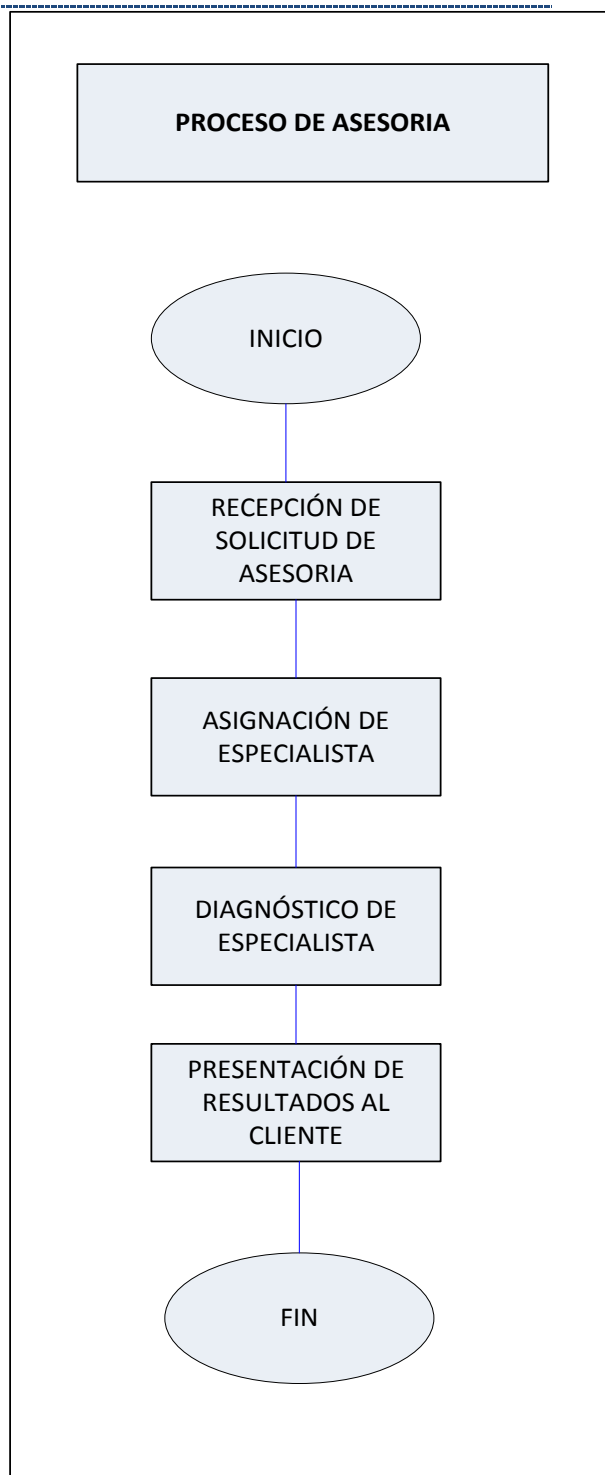 PROCESO DE ASESORIA
INICIO
RECEPCIÓN DE
SOLICITUD DE
ASESORIA
ASIGNACIÓN DE
ESPECIALISTA
DIAGNÓSTICO DE
ESPECIALISTA
PRESENTACIÓN DE
RESULTADOS AL
CLIENTE
FIN